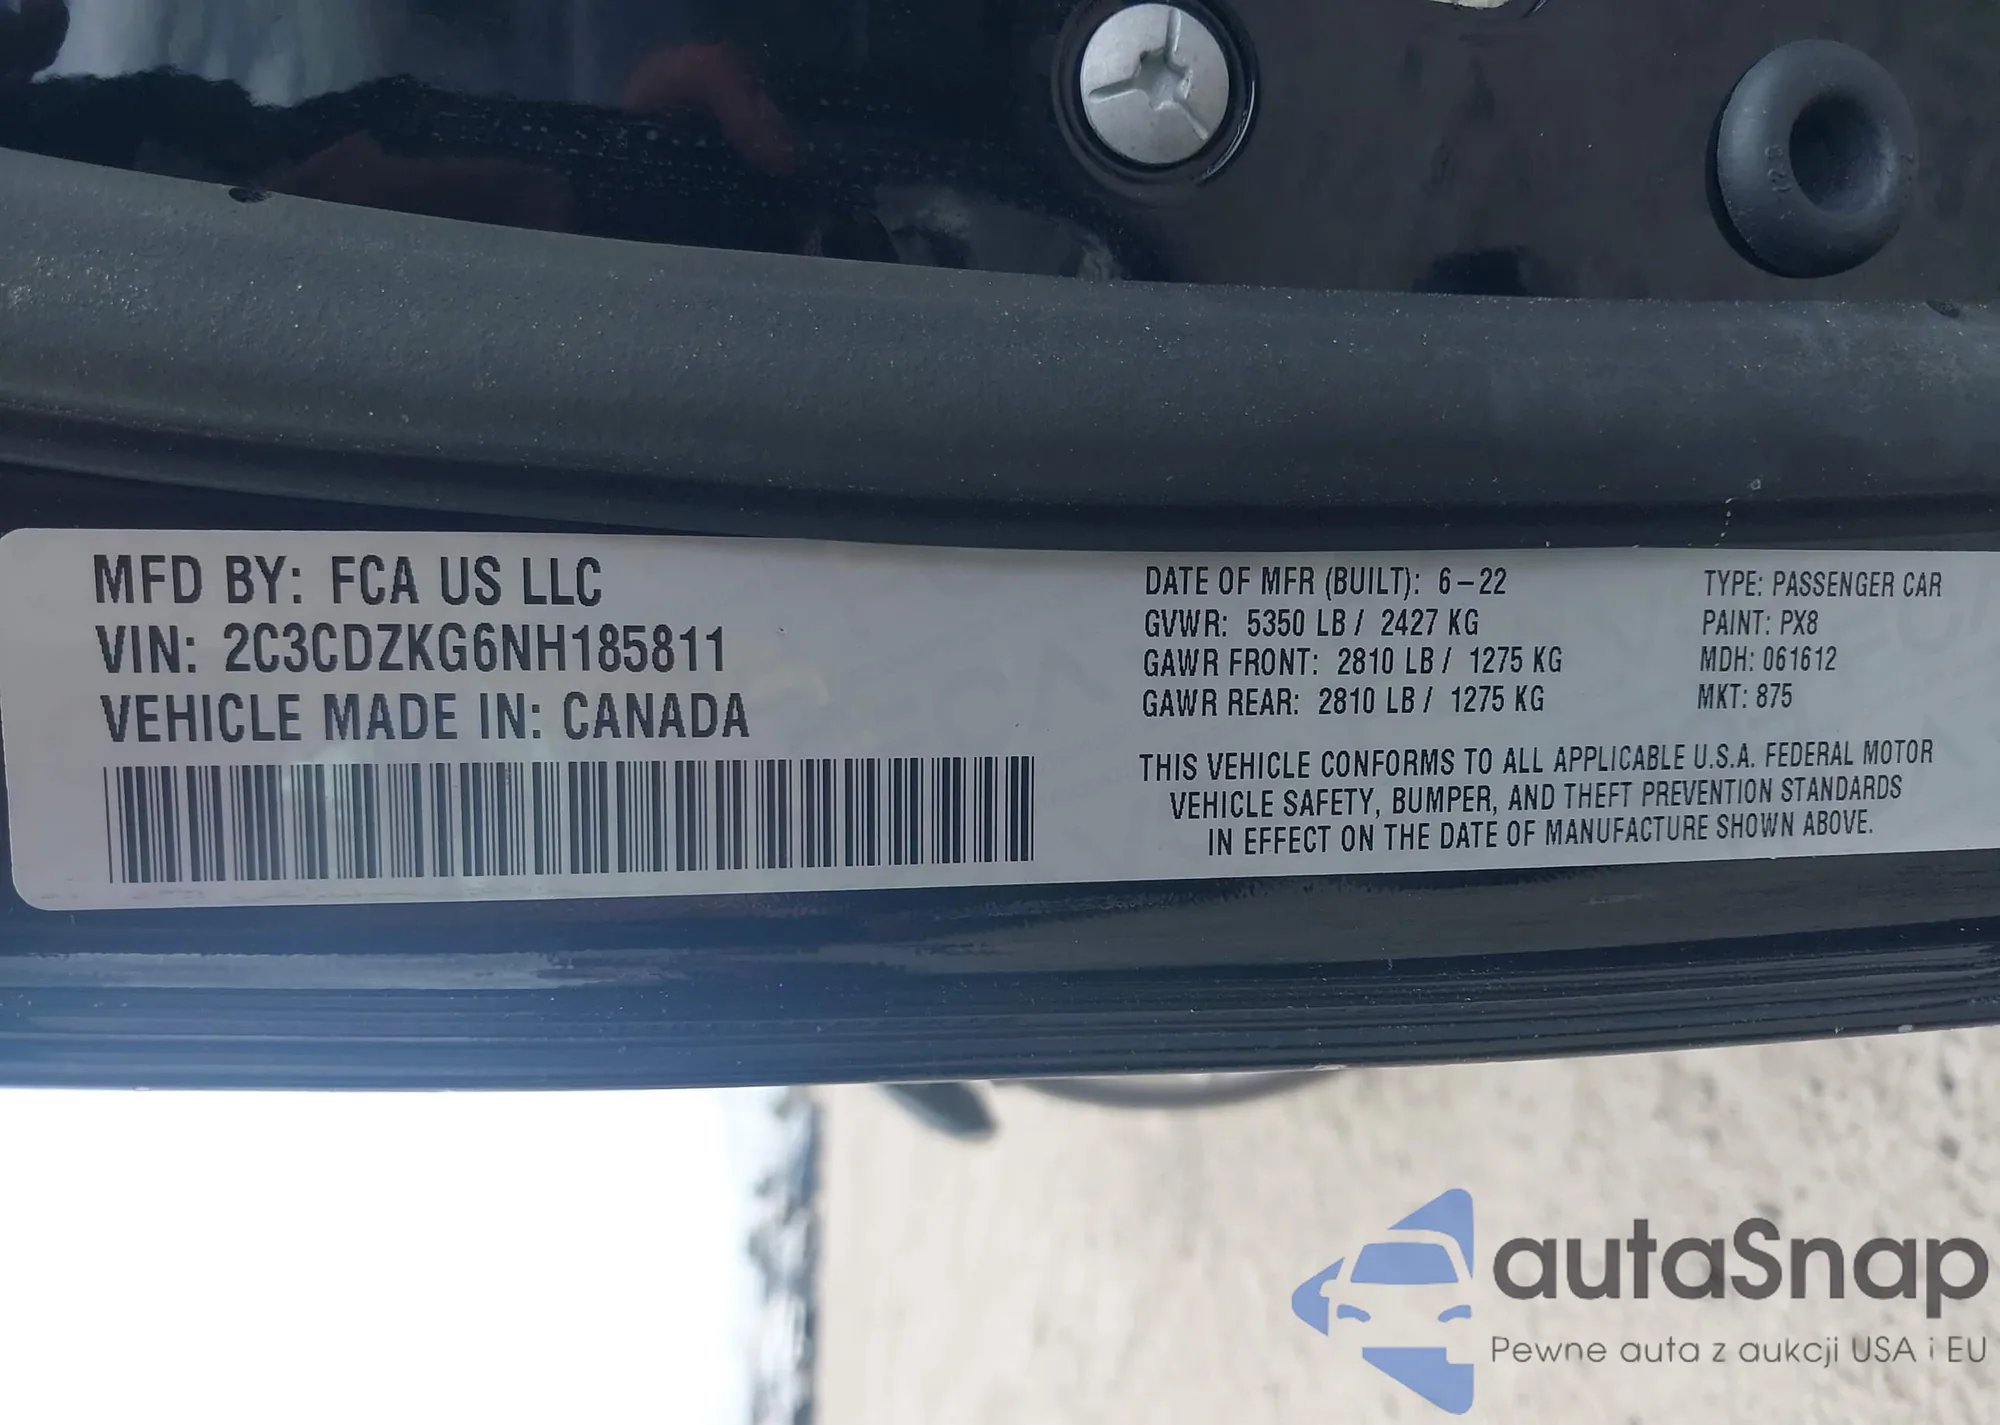 MFD BY: FCA US LLC
VIN: 2C3CDZKG6NH185811
VEHICLE MADE IN: CANADA
DATE OF MFR (BUILT): 6-22
GVWR: 5350 LB / 2427 KG
GAWR FRONT: 2810 LB / 1275 KG
GAWR REAR: 2810 LB / 1275 KG
TYPE: PASSENGER CAR
PAINT: PX8
MDH: 061612
MKT: 875
THIS VEHICLE CONFORMS TO ALL APPLICABLE U.S.A. FEDERAL MOTOR
VEHICLE SAFETY, BUMPER, AND THEFT PREVENTION STANDARDS
IN EFFECT ON THE DATE OF MANUFACTURE SHOWN ABOVE.
autaSnap
Pewne auta z aukcji USA i EU